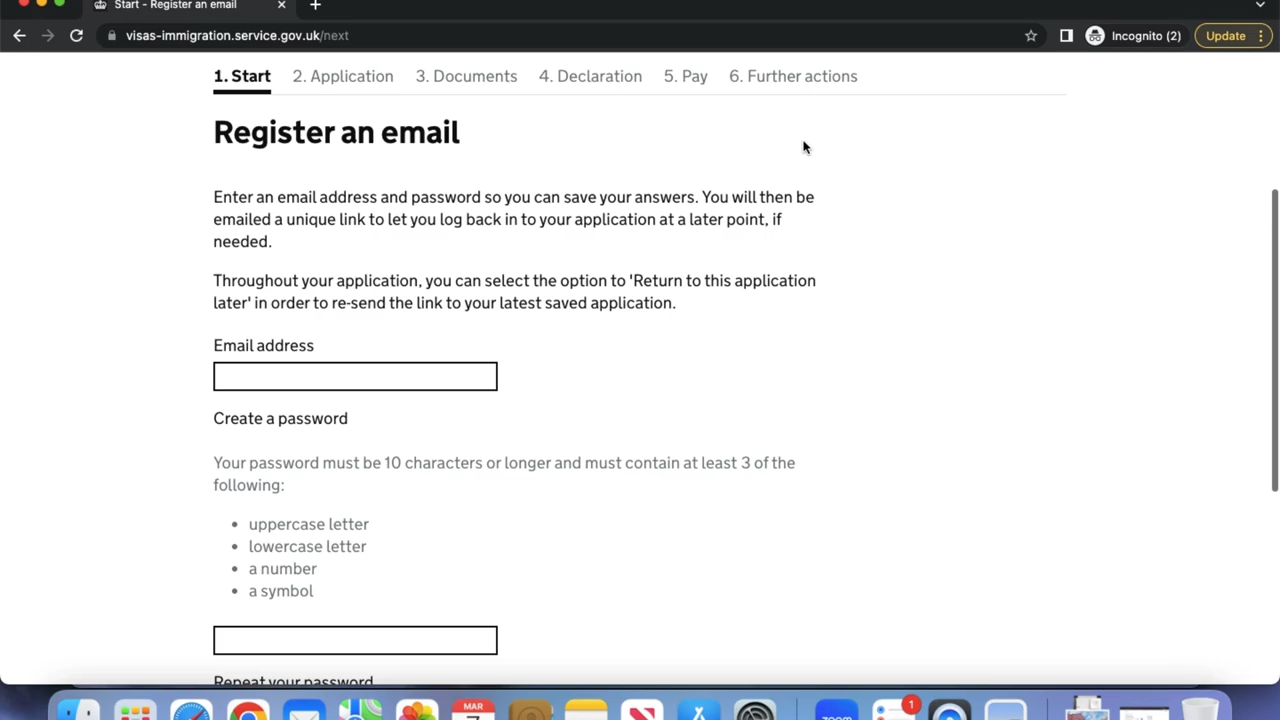 Start - Register an email
visas-immigration.service.gov.uk/next
Incognito (2)
Update
1. Start 2. Application 3. Documents 4. Declaration 5. Pay 6. Further actions
Register an email
Enter an email address and password so you can save your answers. You will then be
emailed a unique link to let you log back in to your application at a later point, if
needed.
Throughout your application, you can select the option to 'Return to this application
later' in order to re-send the link to your latest saved application.
Email address
Create a password
Your password must be 10 characters or longer and must contain at least 3 of the
following:
• uppercase letter
• lowercase letter
• a number
• a symbol
Repeat your password
MAR
7
zoom
1